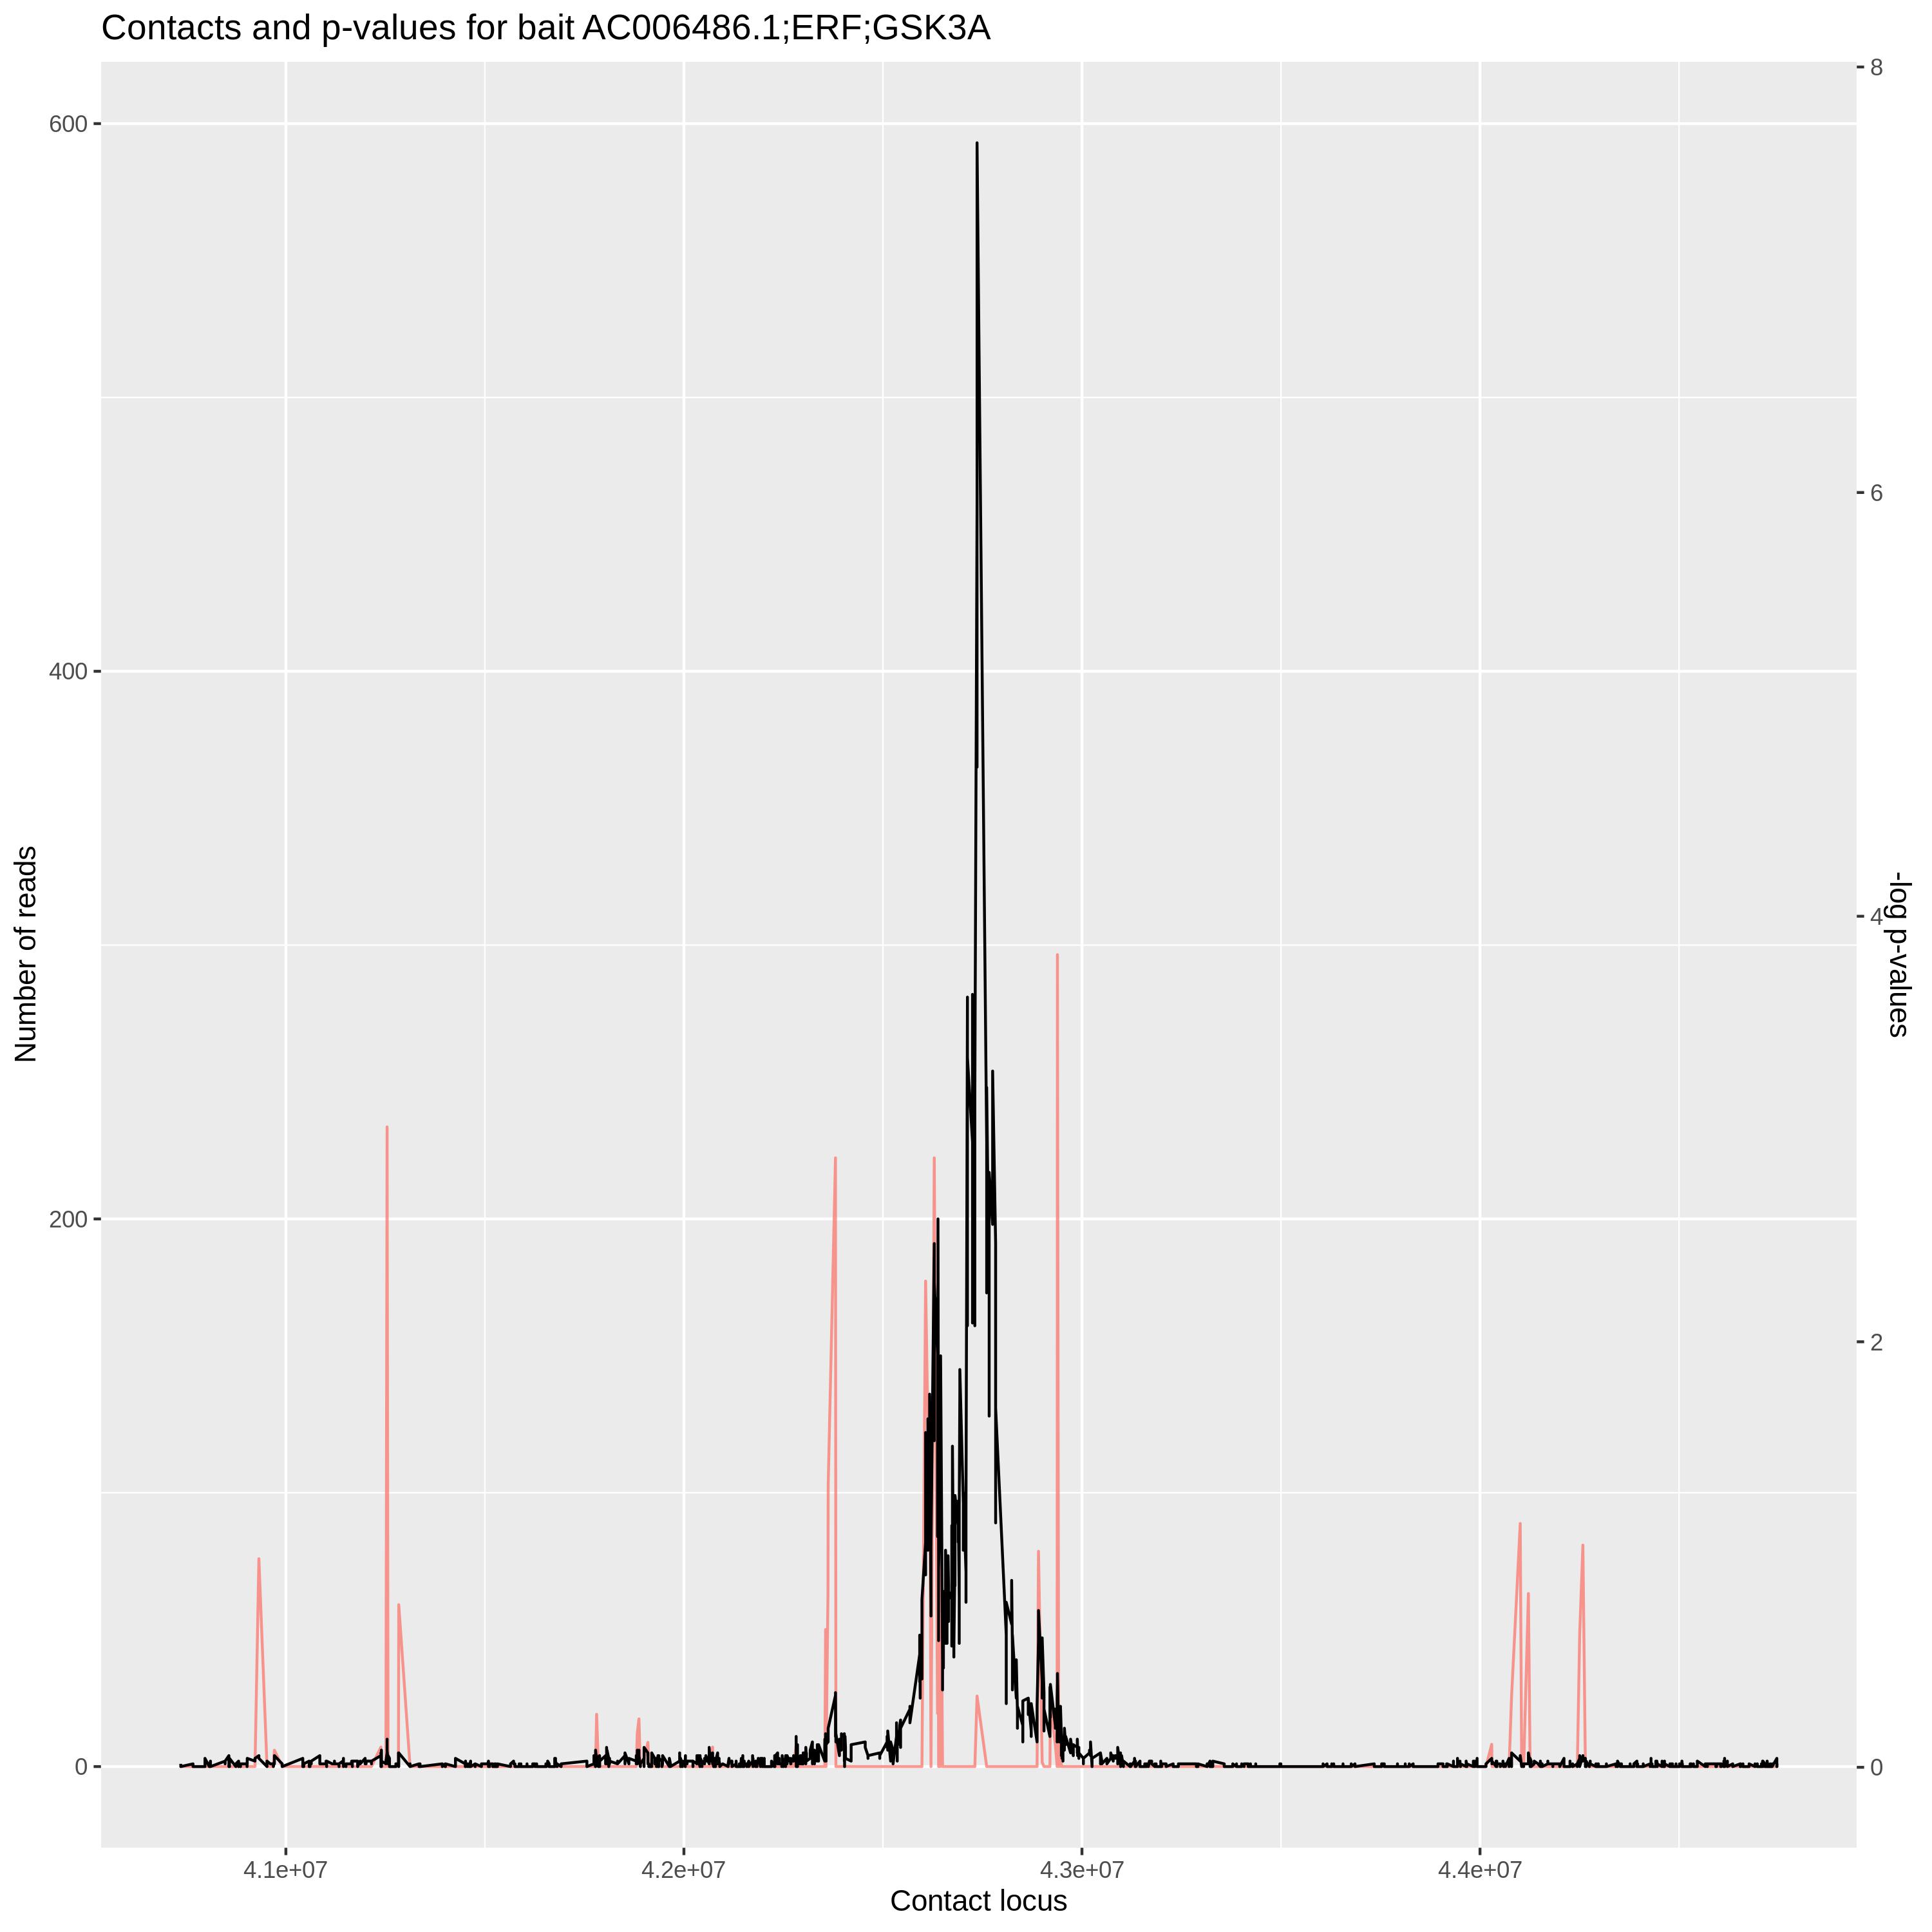 Contacts and p-values for bait AC006486.1;ERF;GSK3A
600
400
200
0
Number of reads
8
6
4
2
0
-log p-values
4.1e+07
4.2e+07
4.3e+07
4.4e+07
Contact locus